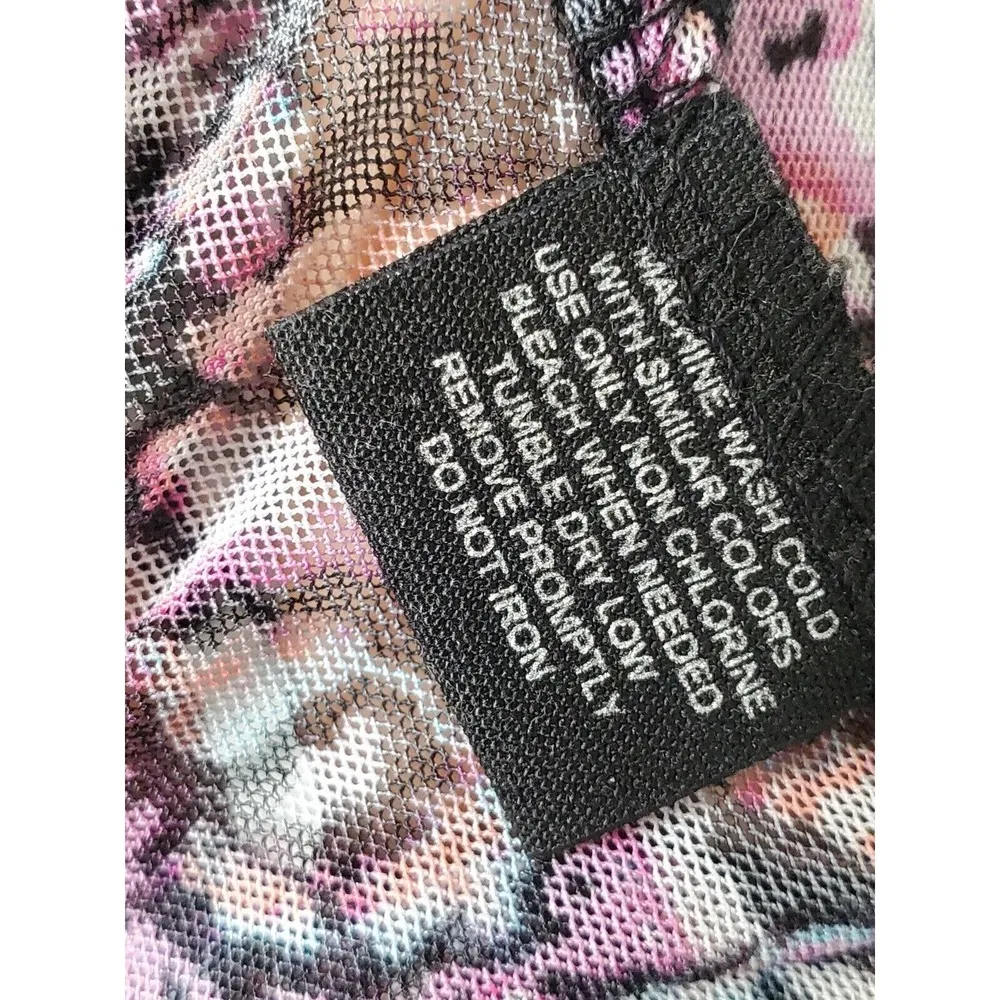 MACHINE WASH COLD
WITH SIMILAR COLORS
USE ONLY NON CHLORINE
BLEACH WHEN NEEDED
TUMBLE DRY LOW
REMOVE PROMPTLY
DO NOT IRON